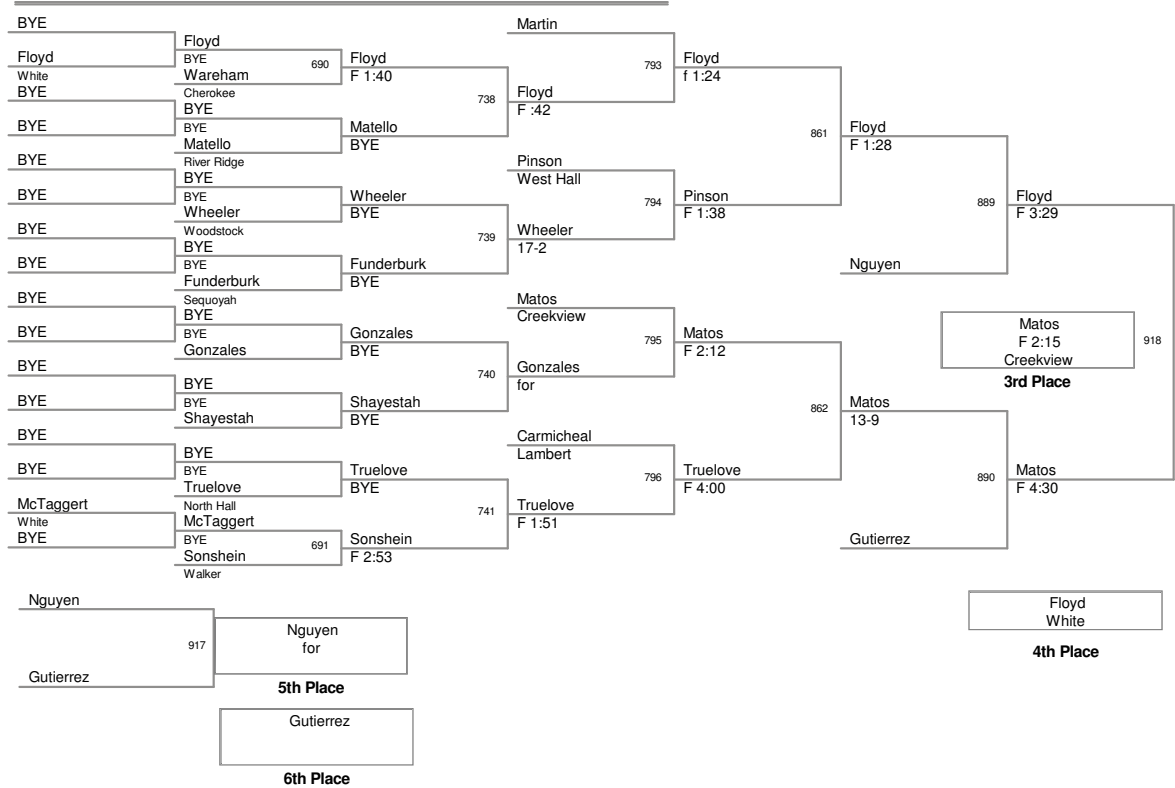 BYE
Floyd
White
BYE
BYE
BYE
BYE
BYE
BYE
BYE
BYE
BYE
BYE
BYE
BYE
McTaggert
White
BYE
Floyd
BYE
Wareham
Cherokee
690
BYE
BYE
Matello
River Ridge
BYE
BYE
Wheeler
Woodstock
BYE
BYE
Funderburk
Sequoyah
BYE
BYE
Gonzales
BYE
BYE
Shayestah
BYE
BYE
Truelove
North Hall
McTaggert
BYE
Sonshein
Walker
691
Floyd
F 1:40
Matello
BYE
738
Wheeler
BYE
Funderburk
BYE
739
Gonzales
BYE
Shayestah
BYE
740
Truelove
BYE
Sonshein
F 2:53
741
Martin
Floyd
F :42
793
Pinson
West Hall
Wheeler
17-2
794
Matos
Creekview
Gonzales
for
795
Carmicheal
Lambert
Truelove
F 1:51
796
Floyd
f 1:24
Pinson
F 1:38
861
Matos
F 2:12
Truelove
F 4:00
862
Floyd
F 1:28
Nguyen
889
Matos
13-9
Gutierrez
890
Floyd
F 3:29
Matos
F 4:30
918
Matos
F 2:15
Creekview
3rd Place
Floyd
White
4th Place
Nguyen
Gutierrez
917
Nguyen
for
5th Place
Gutierrez
6th Place